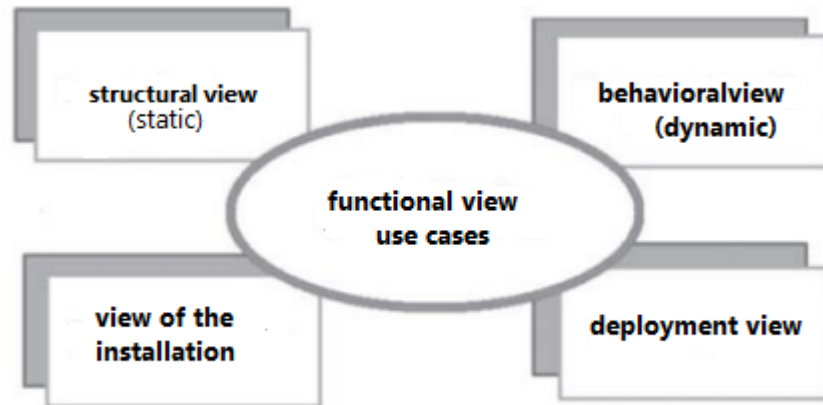 structural view
(static)
behavioralview
(dynamic)
functional view
use cases
view of the
installation
deployment view